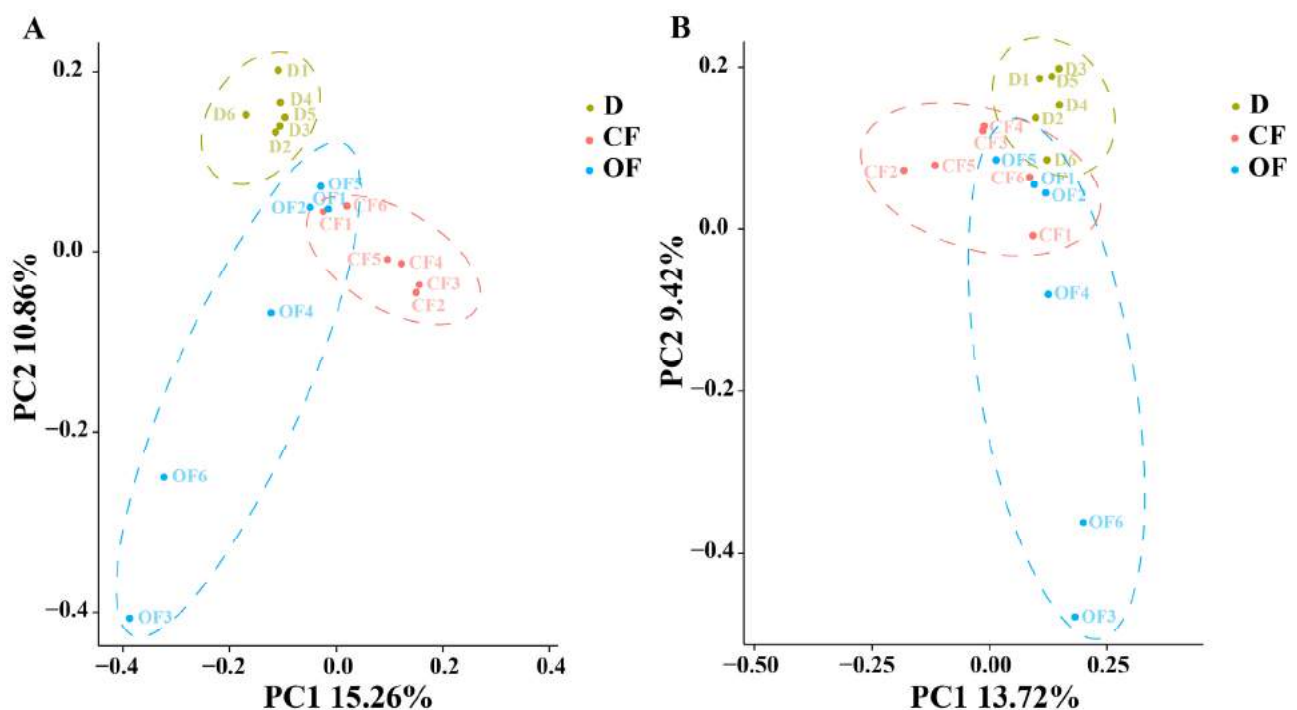 A
0.2
0.0
−0.2
−0.4
−0.4
−0.2
0.0
0.2
0.4
PC2 10.86%
PC1 15.26%
D1
D4
D6
D5
D3
D2
OF5
OF1
OF2
CF6
CF1
CF5
CF4
CF3
CF2
OF4
OF6
OF3
D
CF
OF
B
0.2
0.0
−0.2
−0.4
−0.50
−0.25
0.00
0.25
PC2 9.42%
PC1 13.72%
D3
D1
D5
D4
D2
CF4
CF3
CF5
CF2
OF5
D6
CF6
OF1
OF2
CF1
OF4
OF6
OF3
D
CF
OF